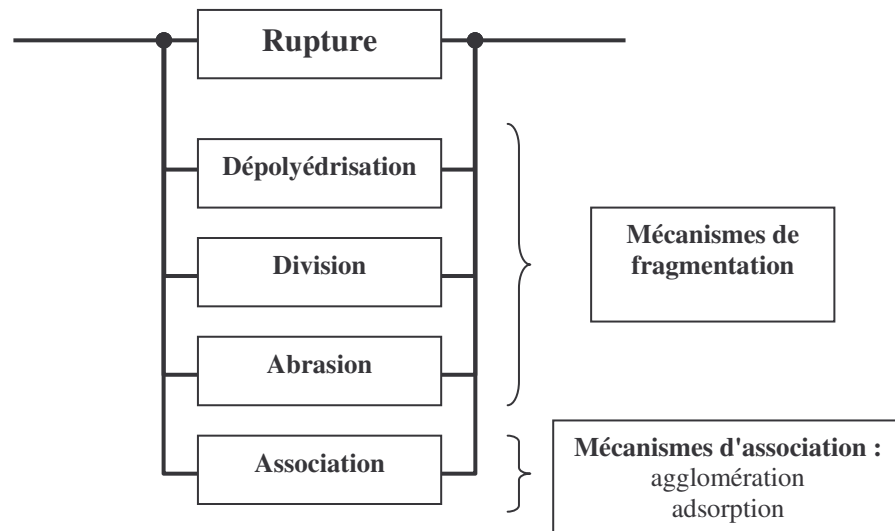 Rupture
Dépolyédrisation
Division
Abrasion
Association
Mécanismes de
fragmentation
Mécanismes d'association :
agglomération
adsorption